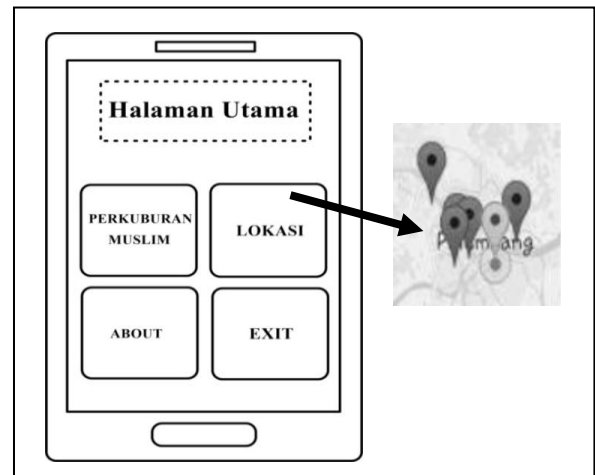 Halaman Utama
PERKUBURAN
MUSLIM
LOKASI
ABOUT
EXIT